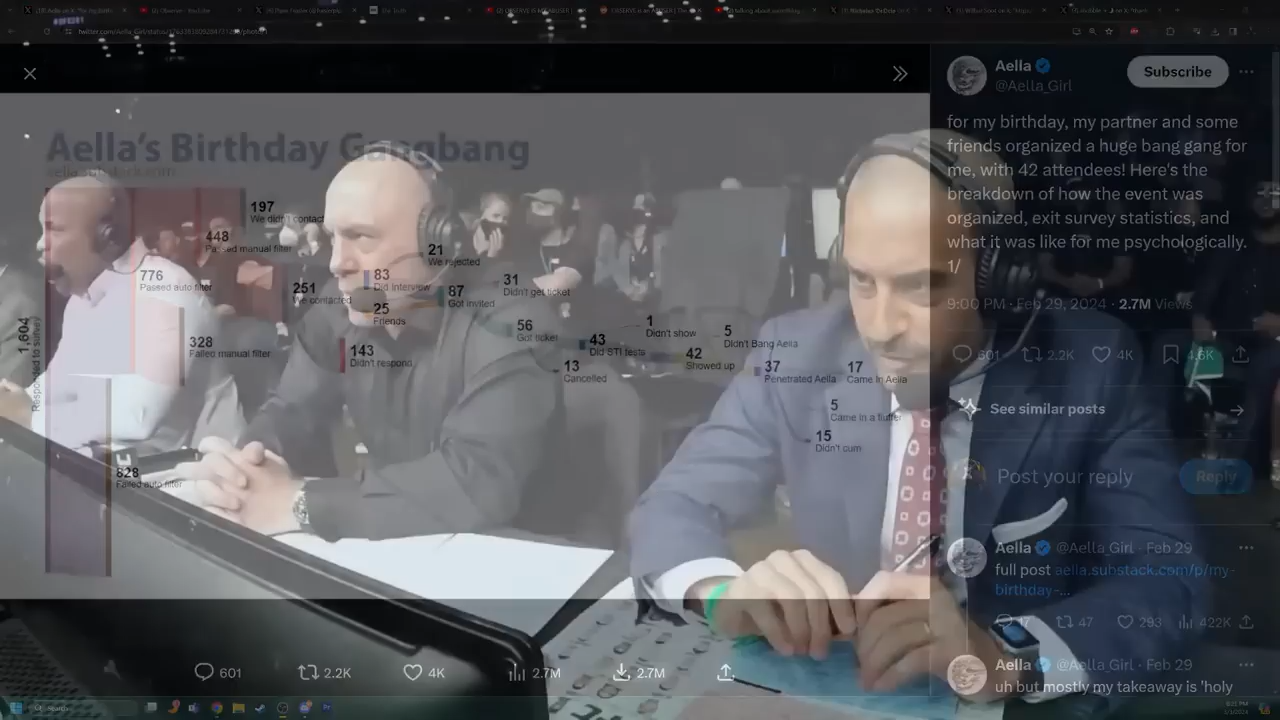 Aella
@Aella_Girl
Subscribe
for my birthday, my partner and some
friends organized a huge bang gang for
me, with 42 attendees! Here's the
breakdown of how the event was
organized, exit survey statistics, and
what it was like for me psychologically.
1/
9:00 PM · Feb 29, 2024 · 2.7M Views
601 2.2K 4K 4.6K
See similar posts
Post your reply
Reply
Aella @Aella_Girl · Feb 29
full post aella.substack.com/p/my-
birthday-...
17 47 293 422K
Aella @Aella_Girl · Feb 29
uh but mostly my takeaway is 'holy
Aella's Birthday Gangbang
aella.substack.com
1,604
Responded to survey
776
Passed auto filter
828
Failed auto filter
448
Passed manual filter
328
Failed manual filter
197
We didn't contact
251
We contacted
83
Did Interview
25
Friends
143
Didn't respond
21
We rejected
87
Got invited
31
Didn't get ticket
56
Got ticket
43
Did STI tests
13
Cancelled
1
Didn't show
42
Showed up
5
Didn't Bang Aella
37
Penetrated Aella
17
Came In Aella
5
Came in a fluffer
15
Didn't cum
601 2.2K 4K 2.7M 2.7M